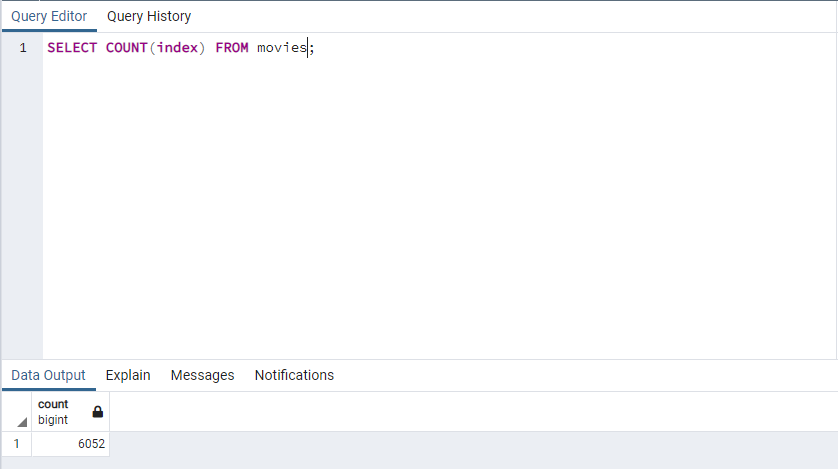 Query Editor Query History
1 SELECT COUNT(index) FROM movies;
Data Output Explain Messages Notifications
count
bigint
1 6052